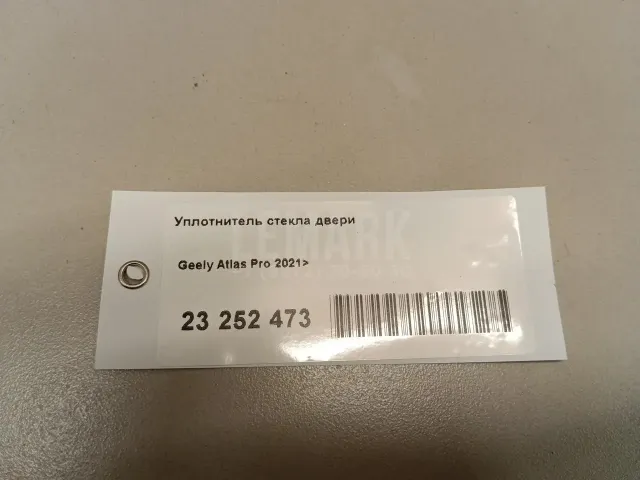 Уплотнитель стекла двери
LEMARK
Geely Atlas Pro 2021>
23 252 473